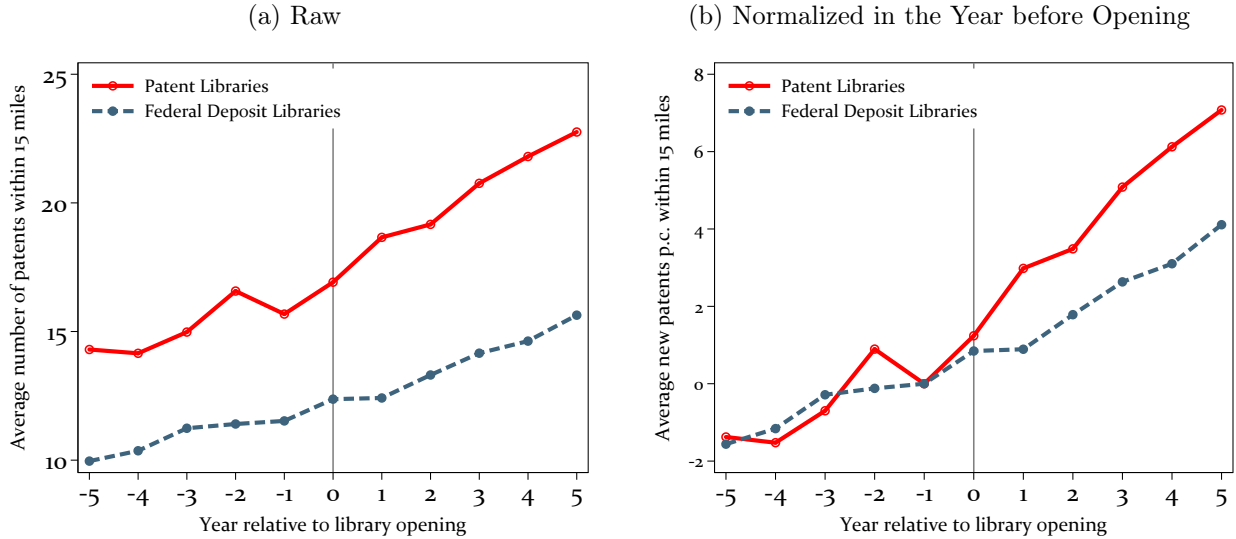 (a) Raw
Average number of patents within 15 miles
25
20
15
10
Patent Libraries
Federal Deposit Libraries
-5 -4 -3 -2 -1 0 1 2 3 4 5
Year relative to library opening
(b) Normalized in the Year before Opening
Average new patents p.c. within 15 miles
8
6
4
2
0
-2
Patent Libraries
Federal Deposit Libraries
-5 -4 -3 -2 -1 0 1 2 3 4 5
Year relative to library opening